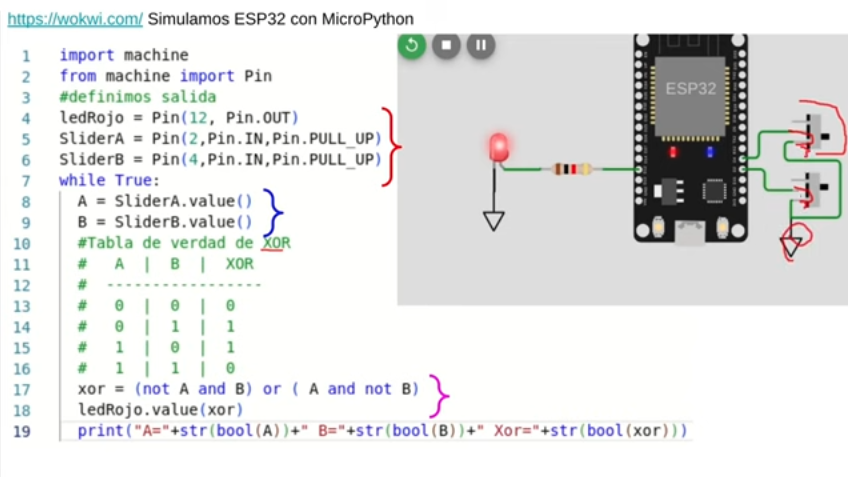 https://wokwi.com/ Simulamos ESP32 con MicroPython
1 import machine
2 from machine import Pin
3 #definimos salida
4 ledRojo = Pin(12, Pin.OUT)
5 SliderA = Pin(2,Pin.IN,Pin.PULL_UP)
6 SliderB = Pin(4,Pin.IN,Pin.PULL_UP)
7 while True:
8 A = SliderA.value()
9 B = SliderB.value()
10 #Tabla de verdad de XOR
11 # A | B | XOR
12 # -----------------
13 # 0 | 0 | 0
14 # 0 | 1 | 1
15 # 1 | 0 | 1
16 # 1 | 1 | 0
17 xor = (not A and B) or ( A and not B)
18 ledRojo.value(xor)
19 print("A="+str(bool(A))+" B="+str(bool(B))+" Xor="+str(bool(xor)))
ESP32